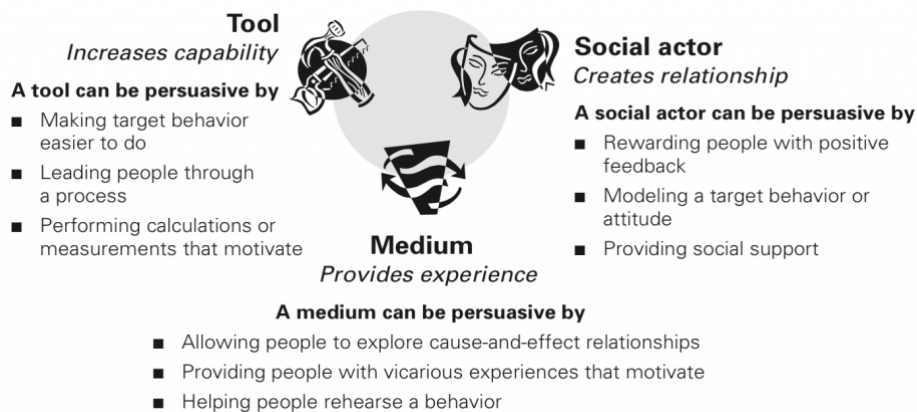 Tool
Increases capability
A tool can be persuasive by
■ Making target behavior
easier to do
■ Leading people through
a process
■ Performing calculations or
measurements that motivate
Social actor
Creates relationship
A social actor can be persuasive by
■ Rewarding people with positive
feedback
■ Modeling a target behavior or
attitude
■ Providing social support
Medium
Provides experience
A medium can be persuasive by
■ Allowing people to explore cause-and-effect relationships
■ Providing people with vicarious experiences that motivate
■ Helping people rehearse a behavior